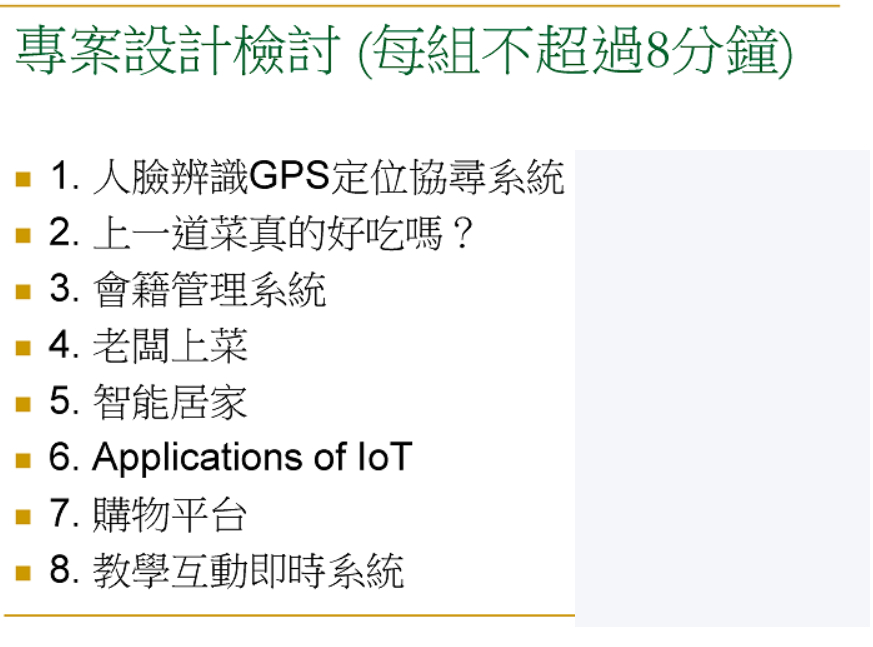 專案設計檢討 (每組不超過8分鐘)
1. 人臉辨識GPS定位協尋系統
2. 上一道菜真的好吃嗎？
3. 會籍管理系統
4. 老闆上菜
5. 智能居家
6. Applications of IoT
7. 購物平台
8. 教學互動即時系統